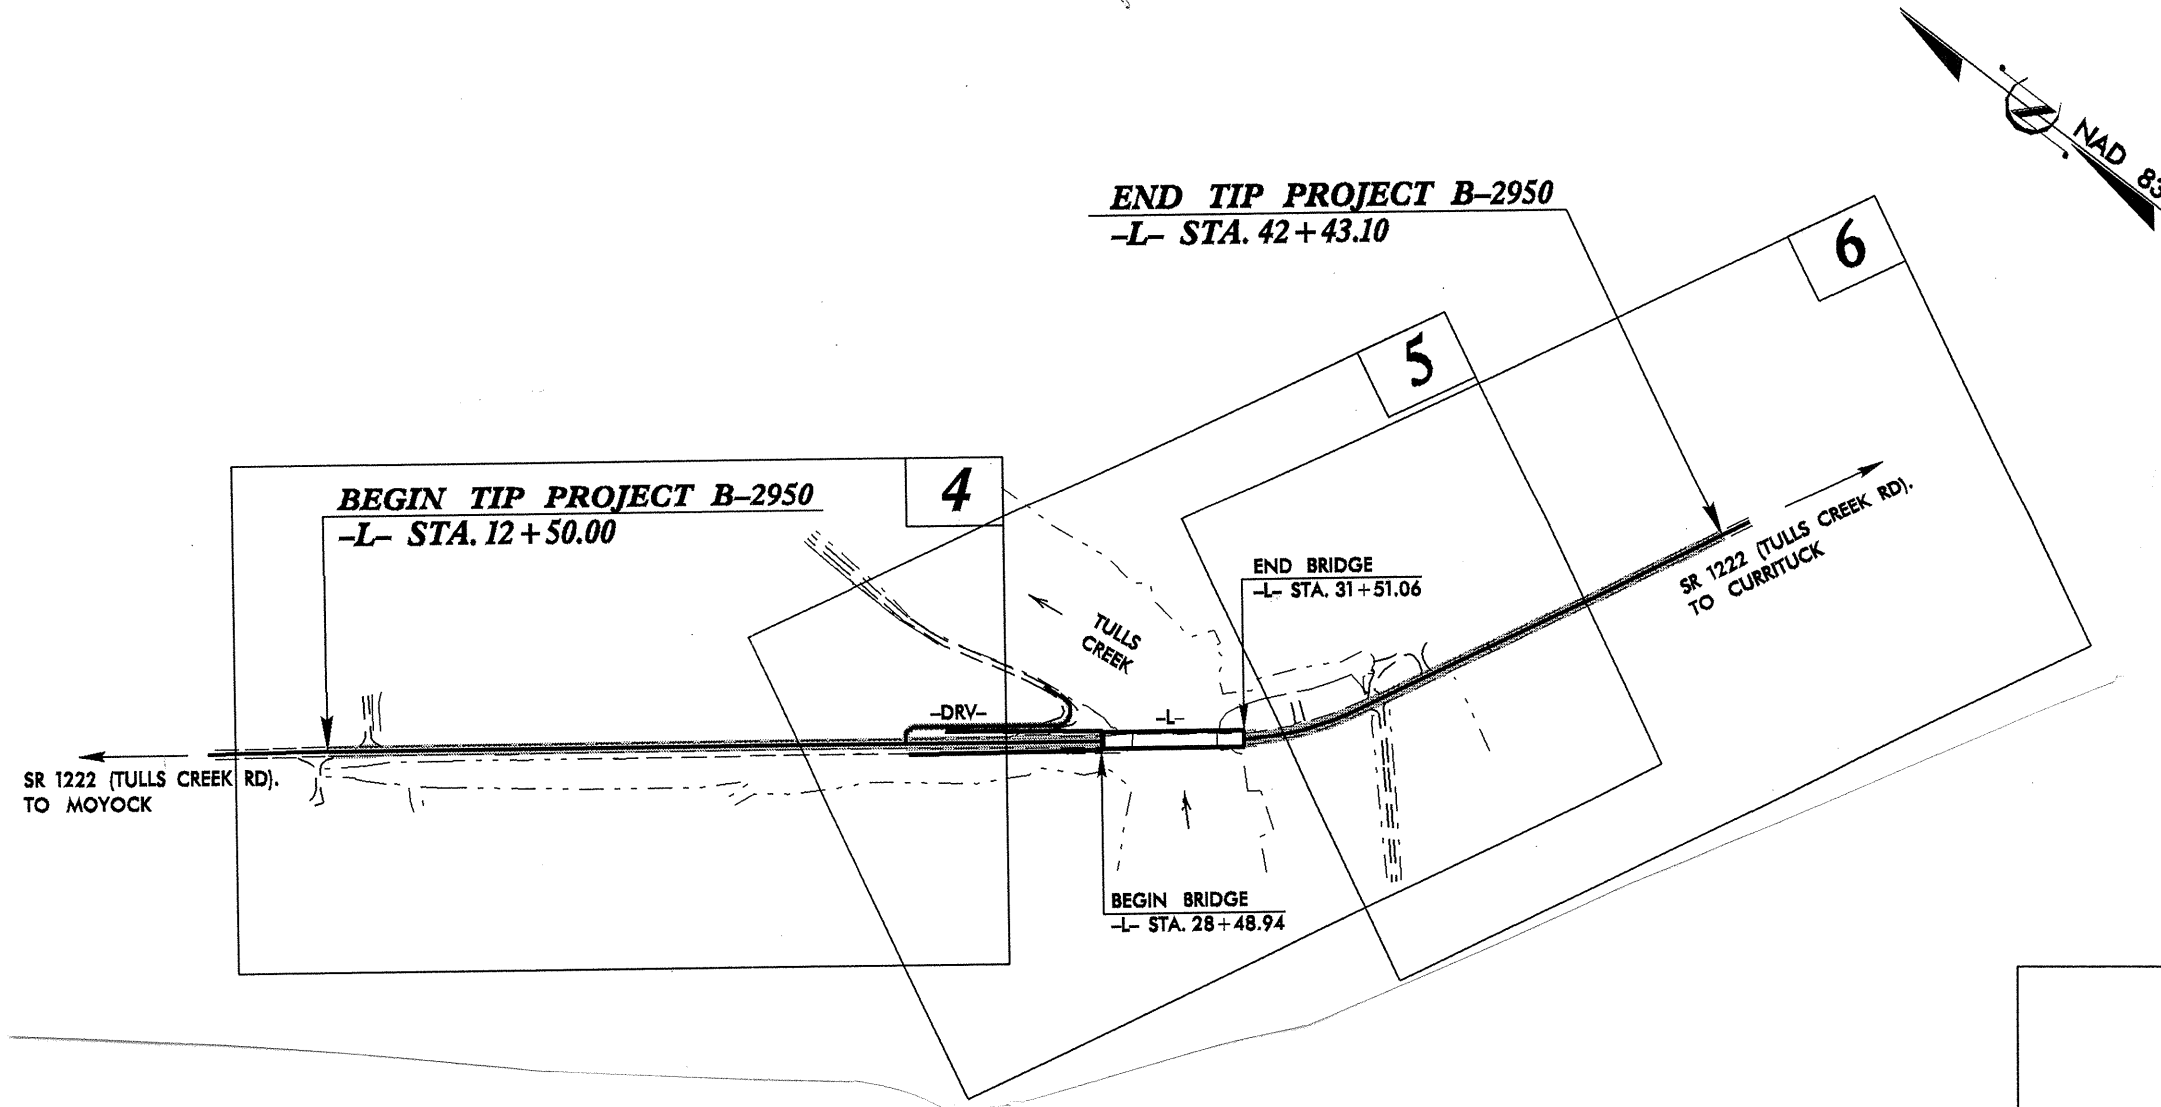 NAD 83
END TIP PROJECT B-2950
-L- STA. 42+43.10
6
5
4
BEGIN TIP PROJECT B-2950
-L- STA. 12+50.00
END BRIDGE
-L- STA. 31+51.06
SR 1222 (TULLS CREEK RD).
TO CURRITUCK
TULLS
CREEK
-DRV-
-L-
SR 1222 (TULLS CREEK RD).
TO MOYOCK
BEGIN BRIDGE
-L- STA. 28+48.94